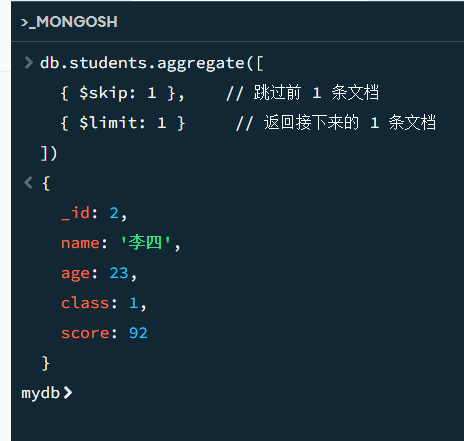 >_MONGOSH
> db.students.aggregate([
{ $skip: 1 }, // 跳过前 1 条文档
{ $limit: 1 } // 返回接下来的 1 条文档
])
< {
_id: 2,
name: '李四',
age: 23,
class: 1,
score: 92
}
mydb>